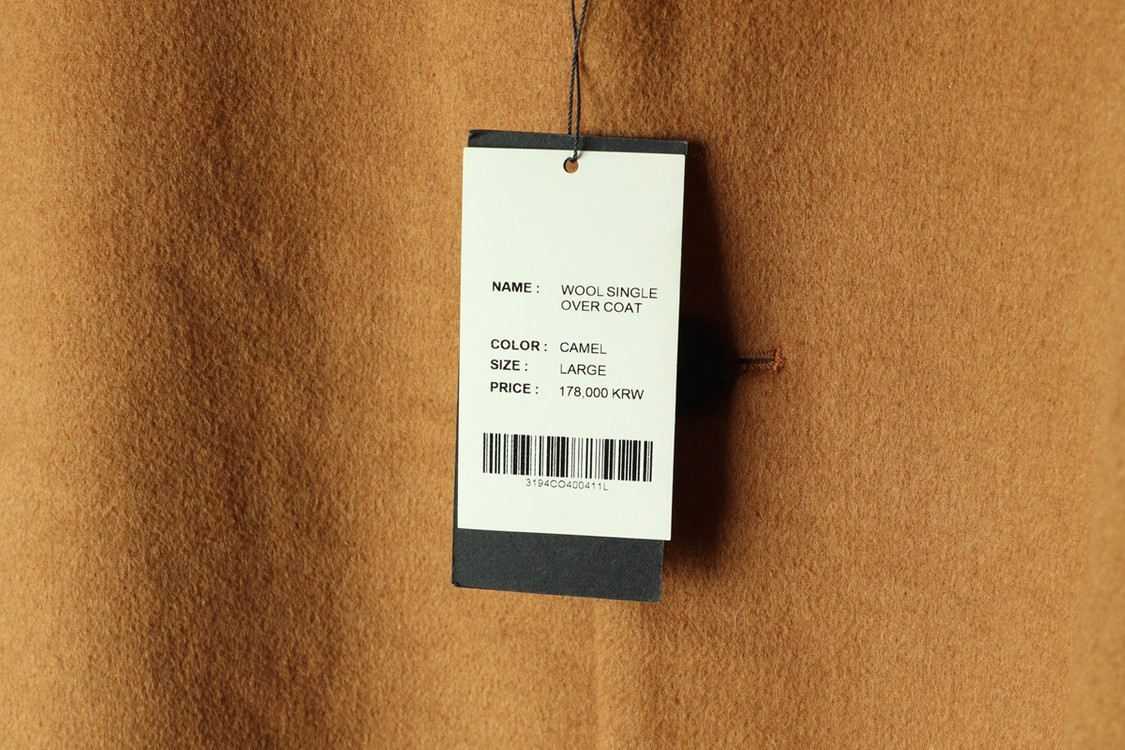 NAME : WOOL SINGLE
OVER COAT
COLOR : CAMEL
SIZE : LARGE
PRICE : 178,000 KRW
3194CO400411L